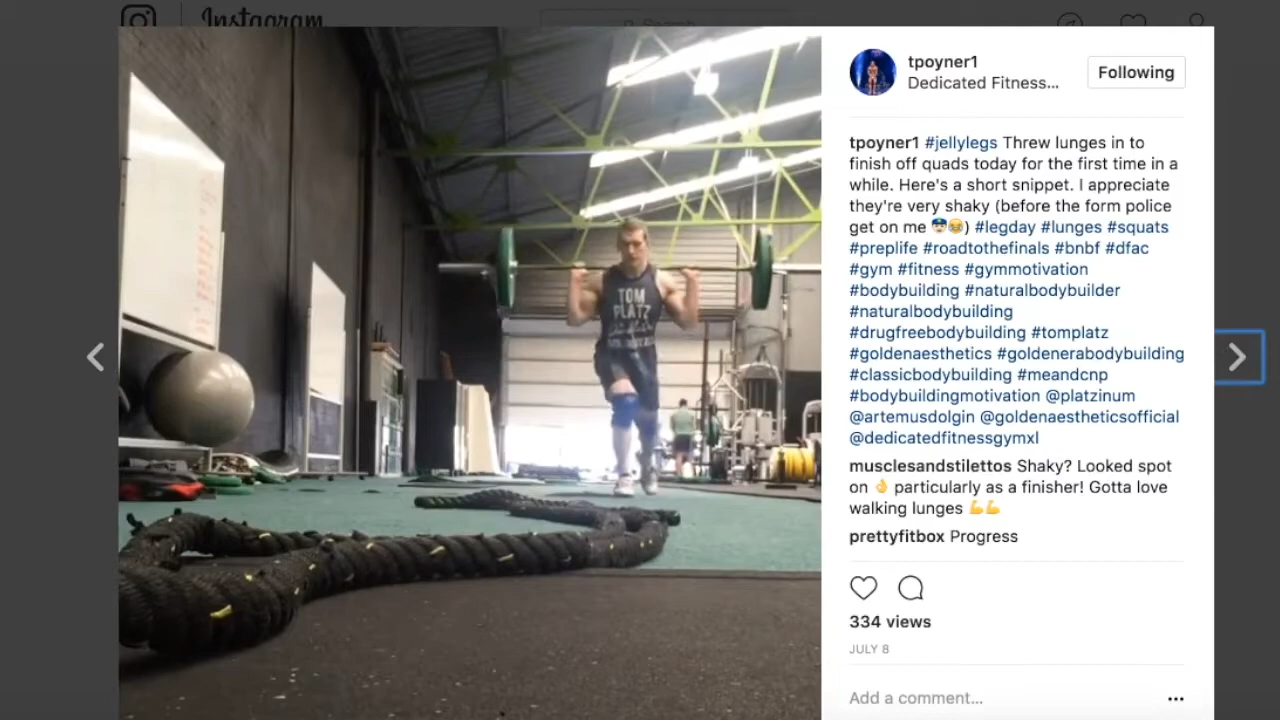 Instagram
Search
tpoyner1
Dedicated Fitness...
Following
tpoyner1 #jellylegs Threw lunges in to
finish off quads today for the first time in a
while. Here's a short snippet. I appreciate
they're very shaky (before the form police
get on me 👮😂) #legday #lunges #squats
#preplife #roadtothefinals #bnbf #dfac
#gym #fitness #gymmotivation
#bodybuilding #naturalbodybuilder
#naturalbodybuilding
#drugfreebodybuilding #tomplatz
#goldenaesthetics #goldenerabodybuilding
#classicbodybuilding #meandcnp
#bodybuildingmotivation @platzinum
@artemusdolgin @goldenaestheticsofficial
@dedicatedfitnessgymxl
musclesandstilettos Shaky? Looked spot
on 👌 particularly as a finisher! Gotta love
walking lunges 💪💪
prettyfitbox Progress
334 views
JULY 8
Add a comment...
TOM
PLATZ